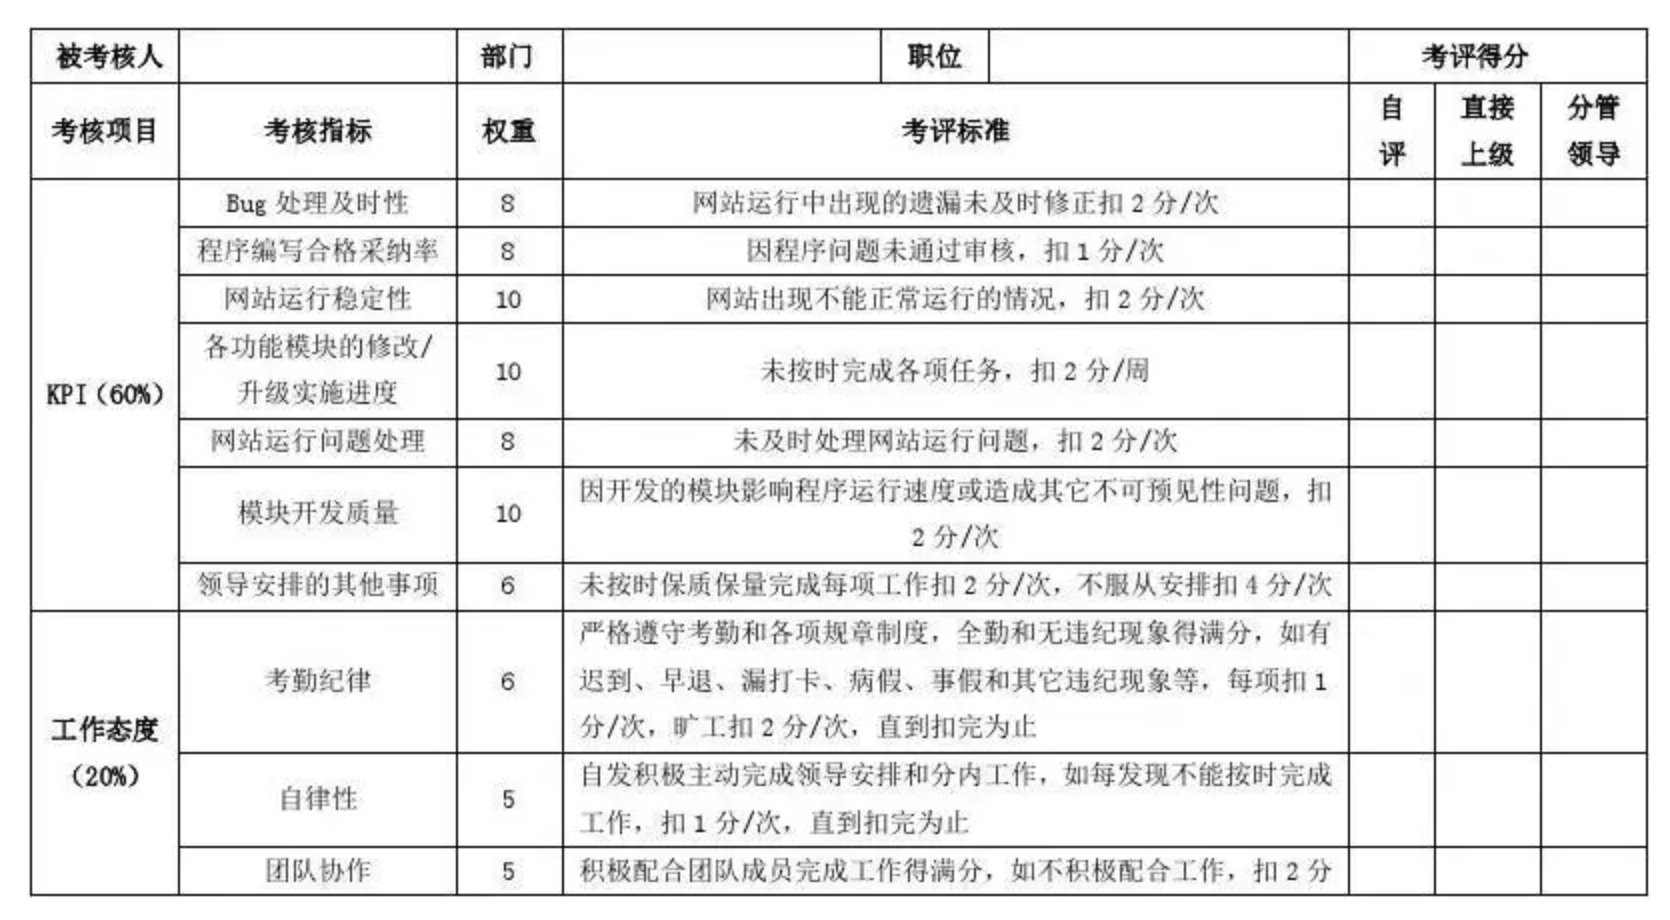 被考核人 部门 职位 考评得分
考核项目 考核指标 权重 考评标准 自评 直接上级 分管领导
KPI（60%）
Bug 处理及时性 8 网站运行中出现的遗漏未及时修正扣 2 分/次
程序编写合格采纳率 8 因程序问题未通过审核，扣 1 分/次
网站运行稳定性 10 网站出现不能正常运行的情况，扣 2 分/次
各功能模块的修改/
升级实施进度 10 未按时完成各项任务，扣 2 分/周
网站运行问题处理 8 未及时处理网站运行问题，扣 2 分/次
模块开发质量 10 因开发的模块影响程序运行速度或造成其它不可预见性问题，扣
2 分/次
领导安排的其他事项 6 未按时保质保量完成每项工作扣 2 分/次，不服从安排扣 4 分/次
工作态度
（20%）
考勤纪律 6 严格遵守考勤和各项规章制度，全勤和无违纪现象得满分，如有
迟到、早退、漏打卡、病假、事假和其它违纪现象等，每项扣 1
分/次，旷工扣 2 分/次，直到扣完为止
自律性 5 自发积极主动完成领导安排和分内工作，如每发现不能按时完成
工作，扣 1 分/次，直到扣完为止
团队协作 5 积极配合团队成员完成工作得满分，如不积极配合工作，扣 2 分